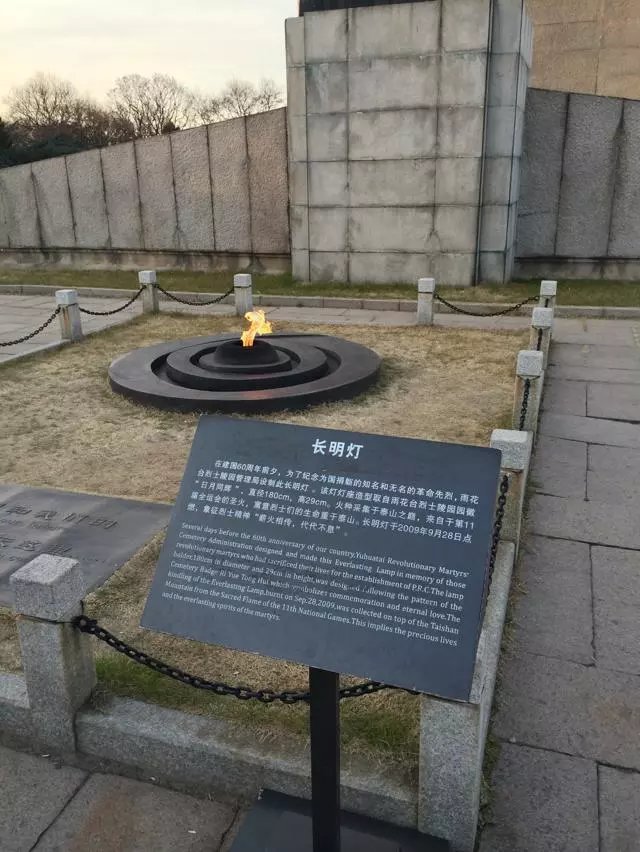 长明灯
在建国60周年前夕，为了纪念为国捐躯的知名和无名的革命先烈，雨花
台烈士陵园管理局设制此长明灯。该灯灯座造型取自雨花台烈士陵园园徽
“日月同辉”，直径180cm，高29cm。火种采集于泰山之巅，来自于第11
届全运会的圣火，寓意烈士们的生命重于泰山。长明灯于2009年9月28日点
燃，象征烈士精神“薪火相传，代代不息”。
Several days before the 60th anniversary of our country,Yuhuatai Revolutionary Martyrs'
Cemetery Administration designed and made this Everlasting Lamp in memory of those
revolutionary martyrs who had sacrificed their lives for the establishment of P.R.C.The lamp
holder,180cm in diameter and 29cm in height,was designed following the pattern of the
Cemetery Badge-Ri Yue Tong Hui which symbolizes commemoration and eternal love.The
kindling of the Everlasting Lamp,burnt on Sep.28,2009,was collected on top of the Taishan
Mountain from the Sacred Flame of the 11th National Games.This implies the precious lives
and the everlasting spirits of the martyrs.